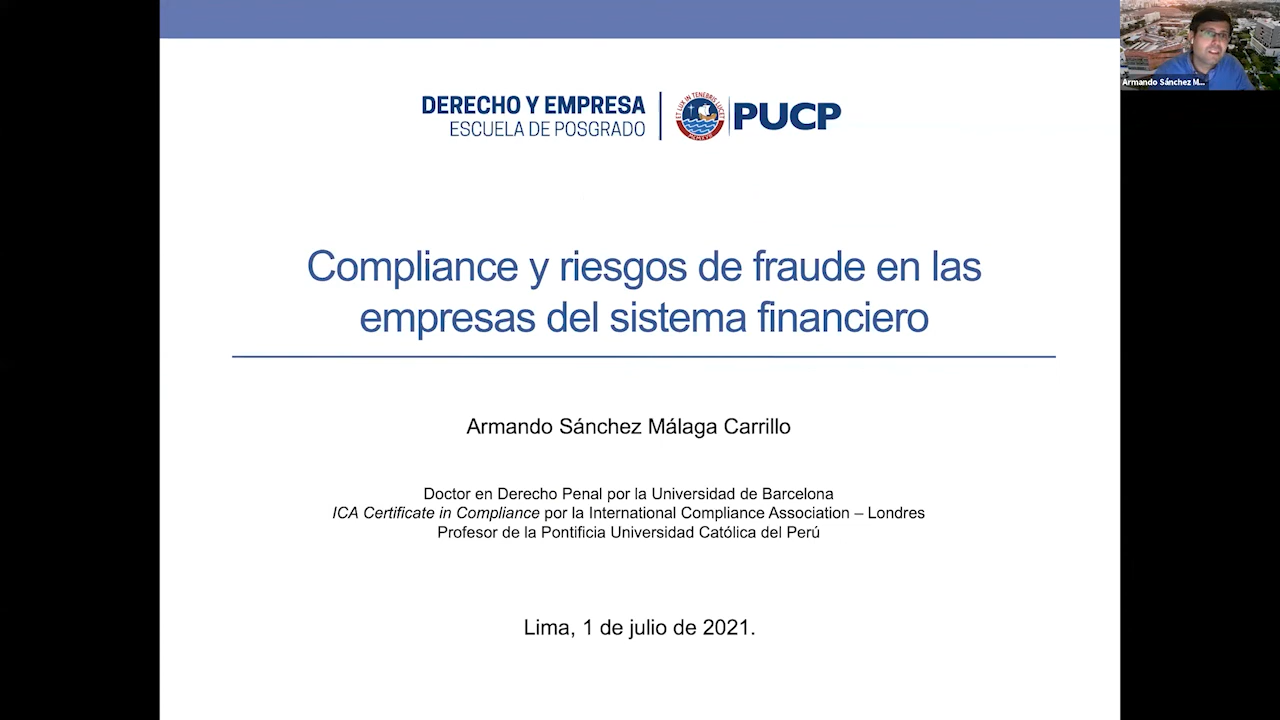 DERECHO Y EMPRESA
ESCUELA DE POSGRADO
PUCP
Armando Sánchez M...
Compliance y riesgos de fraude en las
empresas del sistema financiero
Armando Sánchez Málaga Carrillo
Doctor en Derecho Penal por la Universidad de Barcelona
ICA Certificate in Compliance por la International Compliance Association – Londres
Profesor de la Pontificia Universidad Católica del Perú
Lima, 1 de julio de 2021.